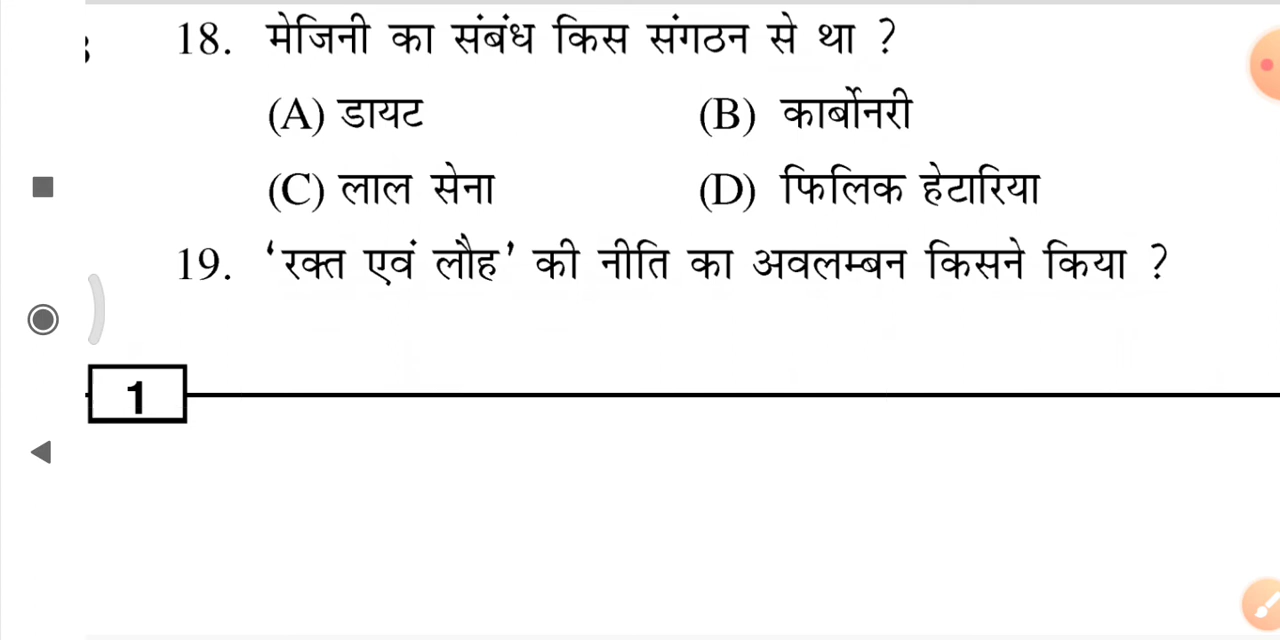 18. मेजिनी का संबंध किस संगठन से था ?
(A) डायट (B) कार्बोनरी
(C) लाल सेना (D) फिलिक हेटारिया
19. ‘रक्त एवं लौह’ की नीति का अवलम्बन किसने किया ?
1